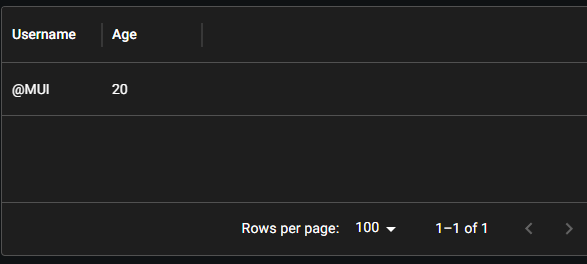 Username Age
@MUI 20
Rows per page: 100 1–1 of 1